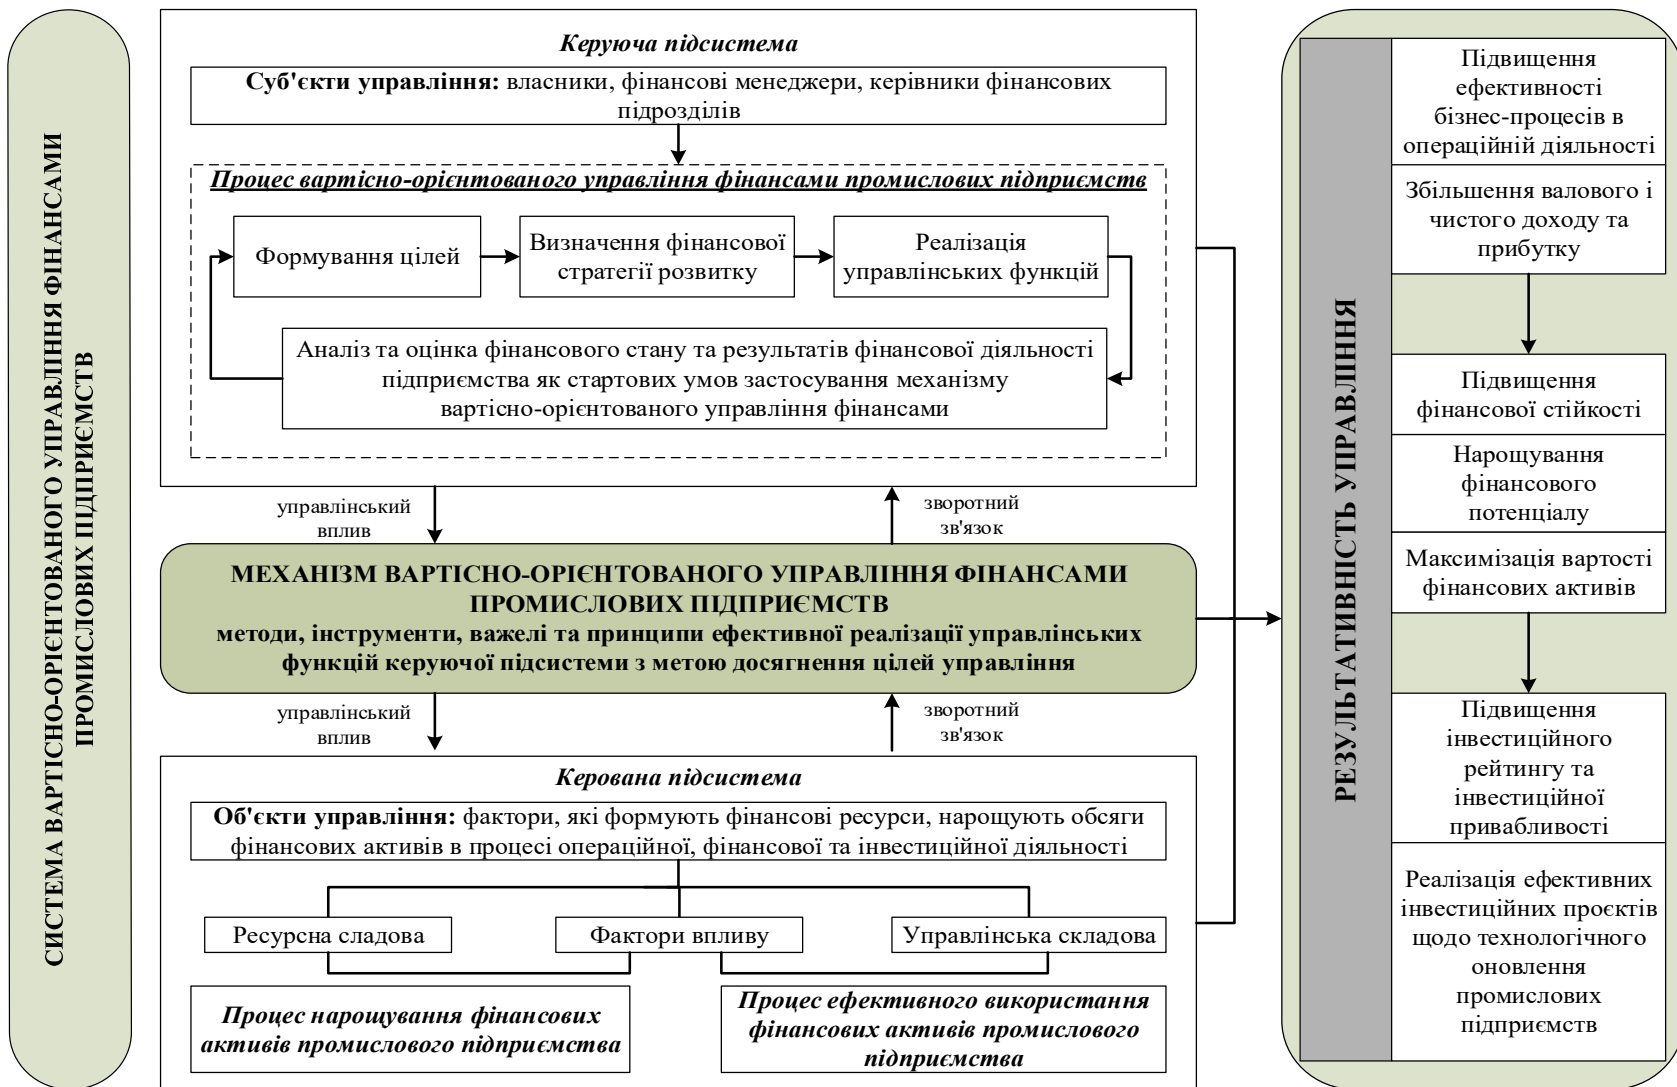 СИСТЕМА ВАРТІСНО-ОРІЄНТОВАНОГО УПРАВЛІННЯ ФІНАНСАМИ
ПРОМИСЛОВИХ ПІДПРИЄМСТВ
Керуюча підсистема
Суб'єкти управління: власники, фінансові менеджери, керівники фінансових
підрозділів
Процес вартісно-орієнтованого управління фінансами промислових підприємств
Формування цілей
Визначення фінансової
стратегії розвитку
Реалізація
управлінських функцій
Аналіз та оцінка фінансового стану та результатів фінансової діяльності
підприємства як стартових умов застосування механізму
вартісно-орієнтованого управління фінансами
управлінський
вплив
зворотний
зв'язок
МЕХАНІЗМ ВАРТІСНО-ОРІЄНТОВАНОГО УПРАВЛІННЯ ФІНАНСАМИ
ПРОМИСЛОВИХ ПІДПРИЄМСТВ
методи, інструменти, важелі та принципи ефективної реалізації управлінських
функцій керуючої підсистеми з метою досягнення цілей управління
управлінський
вплив
зворотний
зв'язок
Керована підсистема
Об'єкти управління: фактори, які формують фінансові ресурси, нарощують обсяги
фінансових активів в процесі операційної, фінансової та інвестиційної діяльності
Ресурсна сладова
Фактори впливу
Управлінська складова
Процес нарощування фінансових
активів промислового підприємства
Процес ефективного використання
фінансових активів промислового
підприємства
РЕЗУЛЬТАТИВНІСТЬ УПРАВЛІННЯ
Підвищення
ефективності
бізнес-процесів в
операційній діяльності
Збільшення валового і
чистого доходу та
прибутку
Підвищення
фінансової стійкості
Нарощування
фінансового
потенціалу
Максимізація вартості
фінансових активів
Підвищення
інвестиційного
рейтингу та
інвестиційної
привабливості
Реалізація ефективних
інвестиційних проєктів
щодо технологічного
оновлення
промислових
підприємств